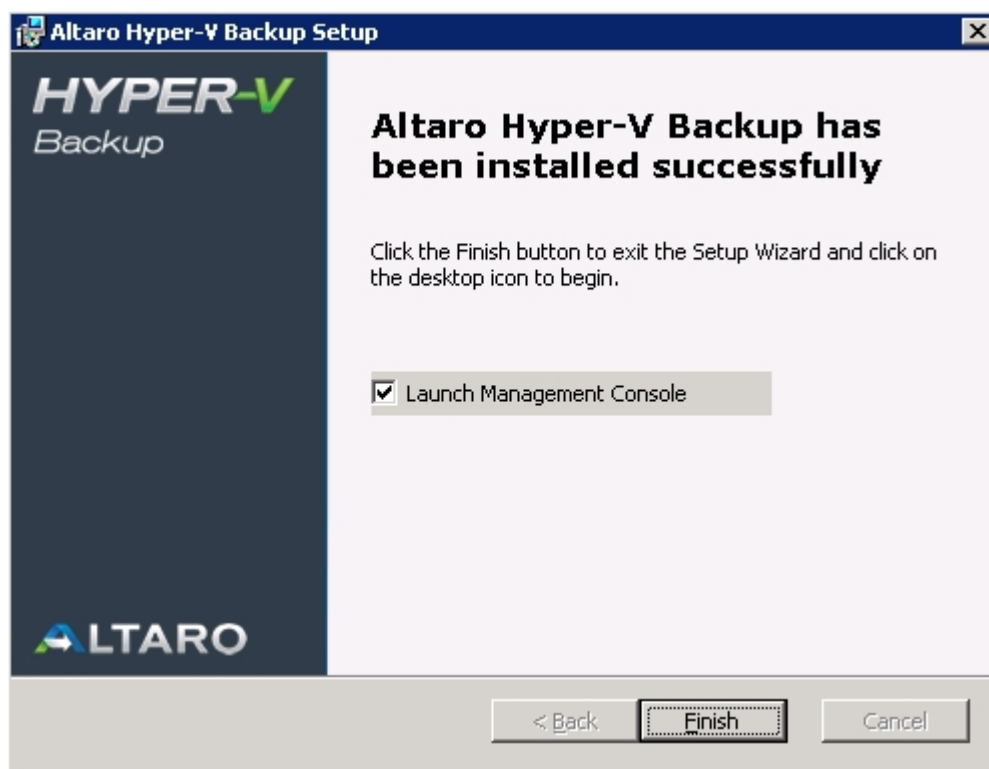 Altaro Hyper-V Backup Setup
HYPER-V
Backup
Altaro Hyper-V Backup has
been installed successfully
Click the Finish button to exit the Setup Wizard and click on
the desktop icon to begin.
Launch Management Console
ALTARO
< Back
Finish
Cancel